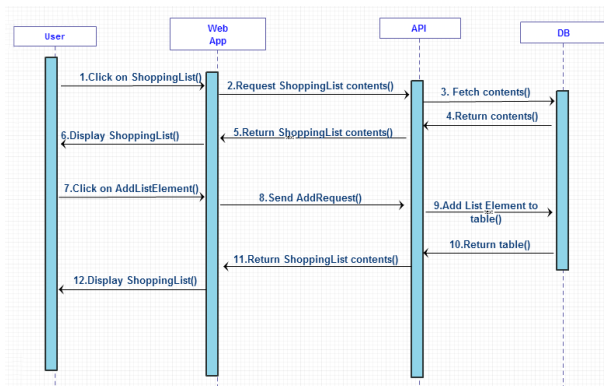 User
Web
App
API
DB
1.Click on ShoppingList()
2.Request ShoppingList contents()
3. Fetch contents()
4.Return contents()
5.Return ShoppingList contents()
6.Display ShoppingList()
7.Click on AddListElement()
8.Send AddRequest()
9.Add List Element to
table()
10.Return table()
11.Return ShoppingList contents()
12.Display ShoppingList()